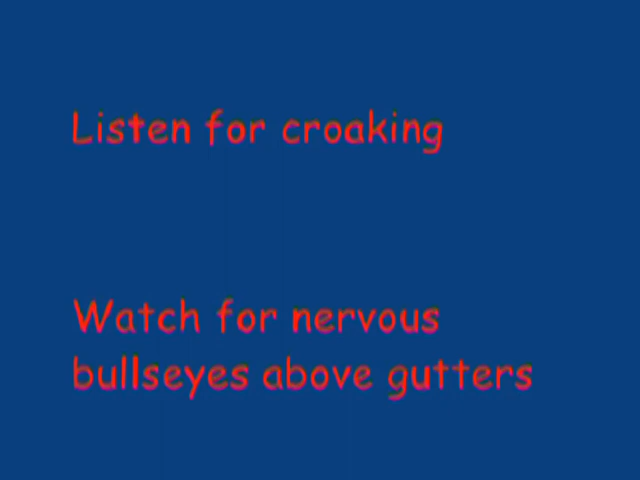 Listen for croaking
Watch for nervous
bullseyes above gutters